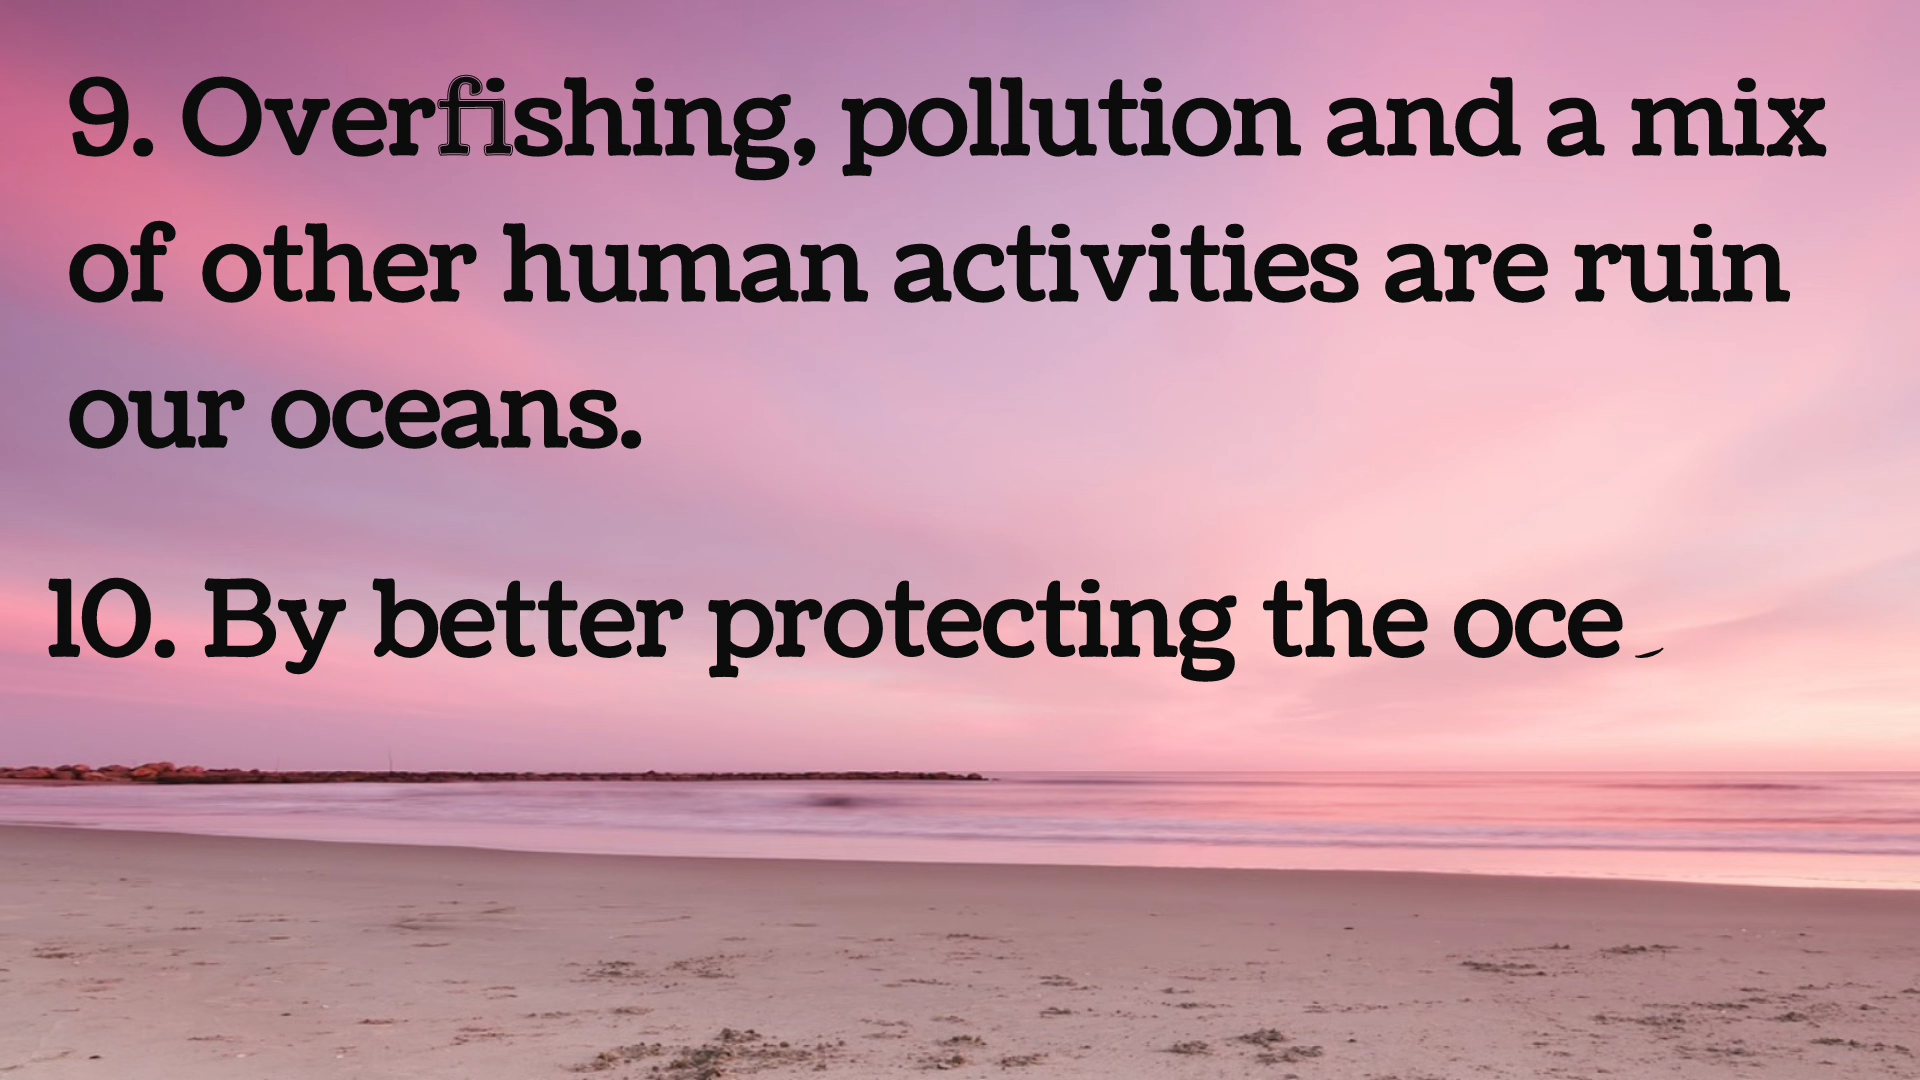 9. Overfishing, pollution and a mix
of other human activities are ruin
our oceans.
10. By better protecting the oce